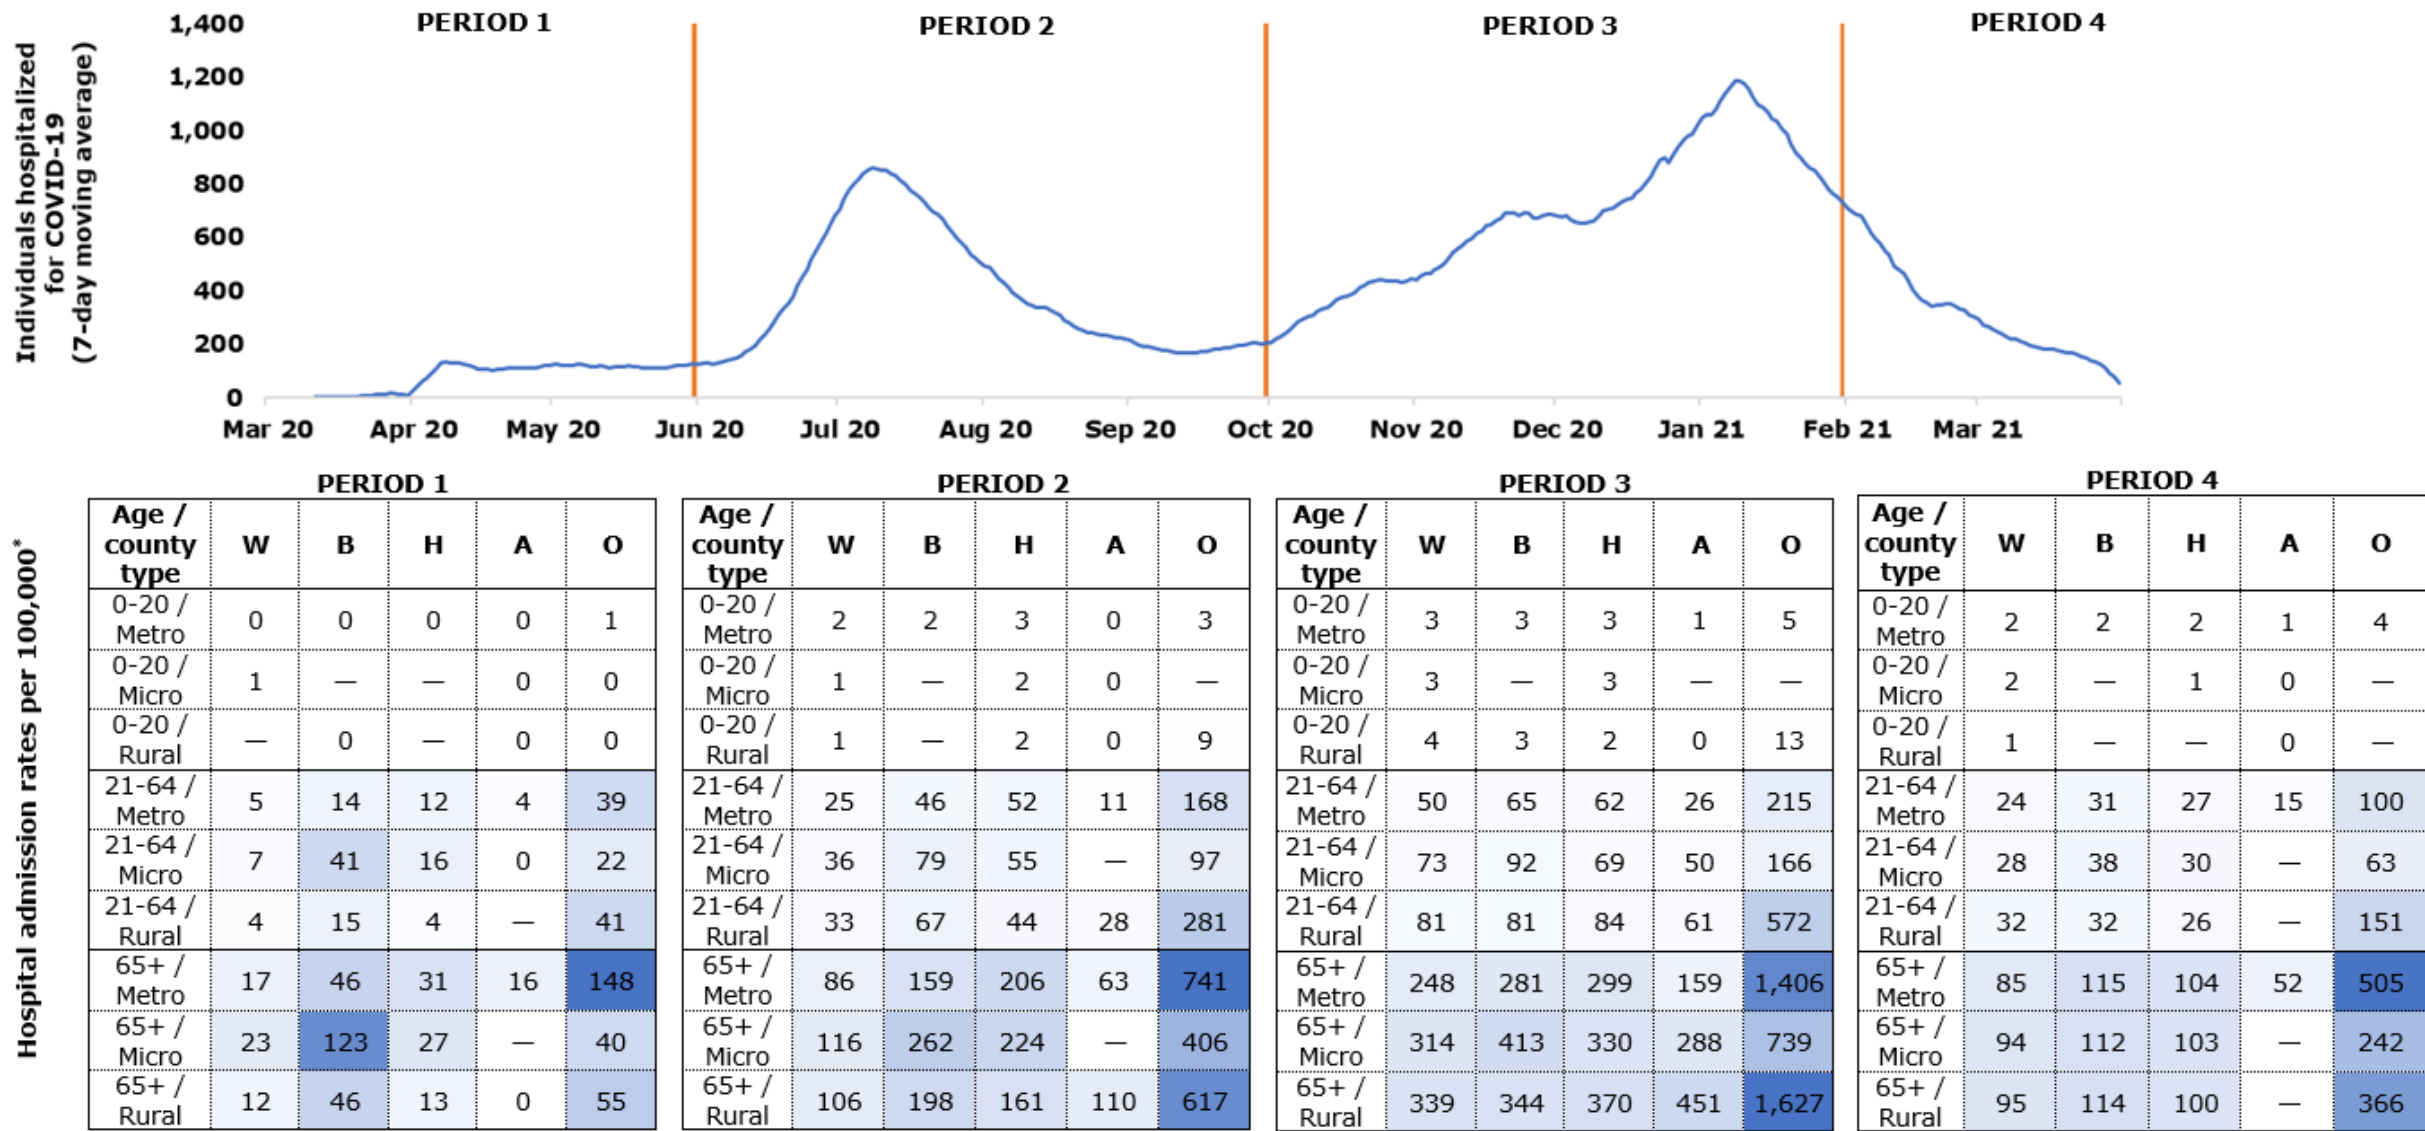 Individuals hospitalized
for COVID-19
(7-day moving average)
1,400
1,200
1,000
800
600
400
200
0
PERIOD 1 PERIOD 2 PERIOD 3 PERIOD 4
Mar 20 Apr 20 May 20 Jun 20 Jul 20 Aug 20 Sep 20 Oct 20 Nov 20 Dec 20 Jan 21 Feb 21 Mar 21
Hospital admission rates per 100,000*
PERIOD 1
Age / county type W B H A O
0-20 / Metro 0 0 0 0 1
0-20 / Micro 1 — — 0 0
0-20 / Rural — 0 — 0 0
21-64 / Metro 5 14 12 4 39
21-64 / Micro 7 41 16 0 22
21-64 / Rural 4 15 4 — 41
65+ / Metro 17 46 31 16 148
65+ / Micro 23 123 27 — 40
65+ / Rural 12 46 13 0 55
PERIOD 2
Age / county type W B H A O
0-20 / Metro 2 2 3 0 3
0-20 / Micro 1 — 2 0 —
0-20 / Rural 1 — 2 0 9
21-64 / Metro 25 46 52 11 168
21-64 / Micro 36 79 55 — 97
21-64 / Rural 33 67 44 28 281
65+ / Metro 86 159 206 63 741
65+ / Micro 116 262 224 — 406
65+ / Rural 106 198 161 110 617
PERIOD 3
Age / county type W B H A O
0-20 / Metro 3 3 3 1 5
0-20 / Micro 3 — 3 — —
0-20 / Rural 4 3 2 0 13
21-64 / Metro 50 65 62 26 215
21-64 / Micro 73 92 69 50 166
21-64 / Rural 81 81 84 61 572
65+ / Metro 248 281 299 159 1,406
65+ / Micro 314 413 330 288 739
65+ / Rural 339 344 370 451 1,627
PERIOD 4
Age / county type W B H A O
0-20 / Metro 2 2 2 1 4
0-20 / Micro 2 — 1 0 —
0-20 / Rural 1 — — 0 —
21-64 / Metro 24 31 27 15 100
21-64 / Micro 28 38 30 — 63
21-64 / Rural 32 32 26 — 151
65+ / Metro 85 115 104 52 505
65+ / Micro 94 112 103 — 242
65+ / Rural 95 114 100 — 366